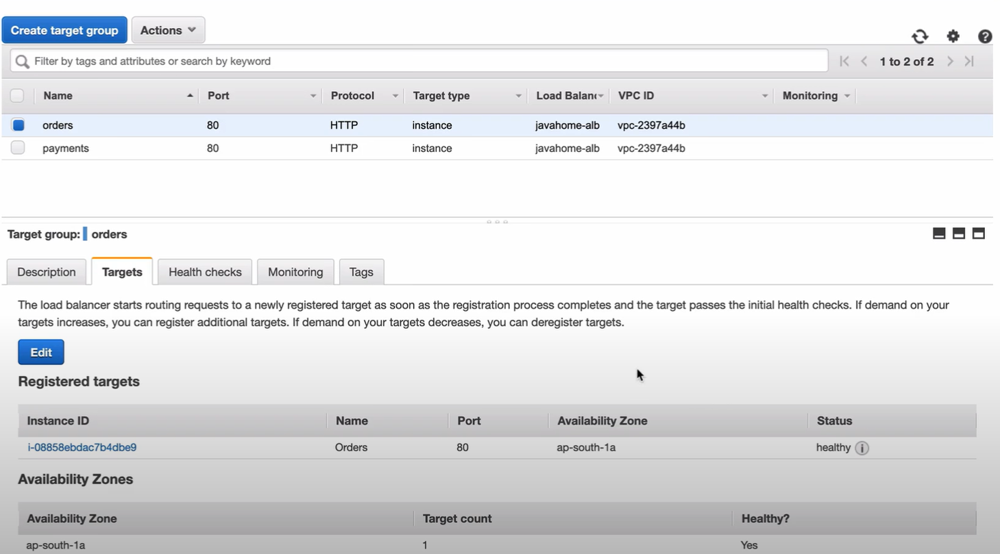 Create target group Actions
Filter by tags and attributes or search by keyword 1 to 2 of 2
Name Port Protocol Target type Load Balanc VPC ID Monitoring
orders 80 HTTP instance javahome-alb vpc-2397a44b
payments 80 HTTP instance javahome-alb vpc-2397a44b
Target group: orders
Description Targets Health checks Monitoring Tags
The load balancer starts routing requests to a newly registered target as soon as the registration process completes and the target passes the initial health checks. If demand on your
targets increases, you can register additional targets. If demand on your targets decreases, you can deregister targets.
Edit
Registered targets
Instance ID Name Port Availability Zone Status
i-08858ebdac7b4dbe9 Orders 80 ap-south-1a healthy
Availability Zones
Availability Zone Target count Healthy?
ap-south-1a 1 Yes